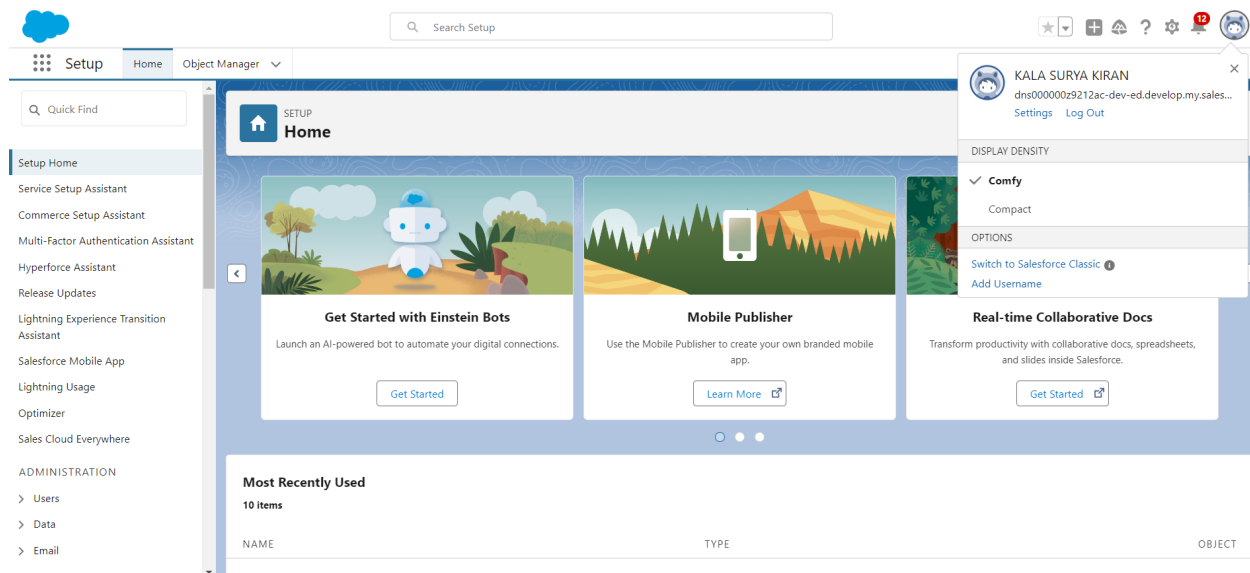 Search Setup
12
Setup
Home
Object Manager
KALA SURYA KIRAN
dns000000z9212ac-dev-ed.develop.my.sales...
Settings Log Out
DISPLAY DENSITY
Comfy
Compact
OPTIONS
Switch to Salesforce Classic
Add Username
Quick Find
Setup Home
Service Setup Assistant
Commerce Setup Assistant
Multi-Factor Authentication Assistant
Hyperforce Assistant
Release Updates
Lightning Experience Transition
Assistant
Salesforce Mobile App
Lightning Usage
Optimizer
Sales Cloud Everywhere
ADMINISTRATION
Users
Data
Email
SETUP
Home
Get Started with Einstein Bots
Launch an AI-powered bot to automate your digital connections.
Get Started
Mobile Publisher
Use the Mobile Publisher to create your own branded mobile
app.
Learn More
Real-time Collaborative Docs
Transform productivity with collaborative docs, spreadsheets,
and slides inside Salesforce.
Get Started
Most Recently Used
10 items
NAME TYPE OBJECT